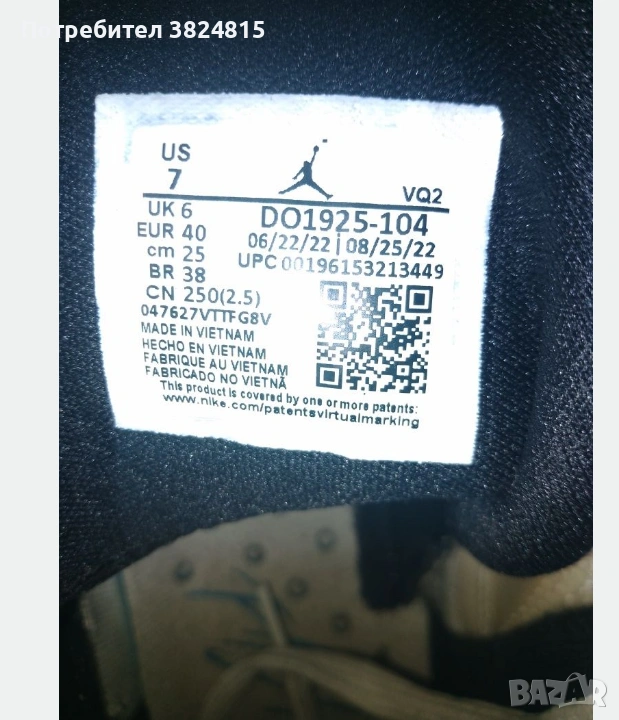 Потребител 3824815
US
7
VQ2
UK 6
EUR 40
cm 25
BR 38
CN 250(2.5)
DO1925-104
06/22/22 | 08/25/22
UPC 00196153213449
047627VTTFG8V
MADE IN VIETNAM
HECHO EN VIETNAM
FABRIQUE AU VIETNAM
FABRICADO NO VIETNÃ
This product is covered by one or more patents:
www.nike.com/patentsvirtualmarking
BAZAR